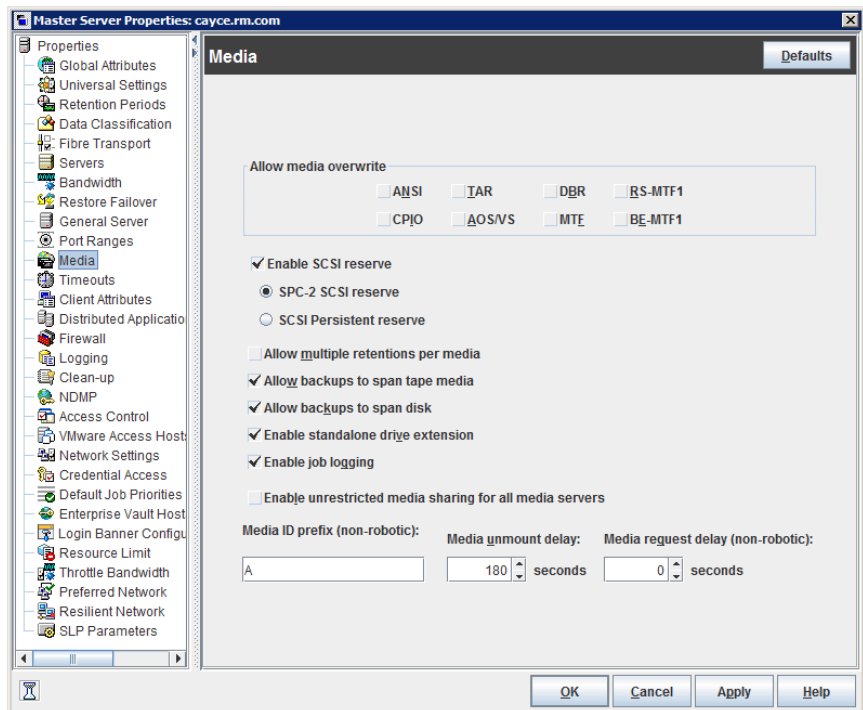 Master Server Properties: cayce.rm.com
Properties
Global Attributes
Universal Settings
Retention Periods
Data Classification
Fibre Transport
Servers
Bandwidth
Restore Failover
General Server
Port Ranges
Media
Timeouts
Client Attributes
Distributed Applicatio
Firewall
Logging
Clean-up
NDMP
Access Control
VMware Access Hosts
Network Settings
Credential Access
Default Job Priorities
Enterprise Vault Host
Login Banner Configu
Resource Limit
Throttle Bandwidth
Preferred Network
Resilient Network
SLP Parameters
Media
Defaults
Allow media overwrite
ANSI TAR DBR RS-MTF1
CPIO AOS/VS MTF BE-MTF1
Enable SCSI reserve
SPC-2 SCSI reserve
SCSI Persistent reserve
Allow multiple retentions per media
Allow backups to span tape media
Allow backups to span disk
Enable standalone drive extension
Enable job logging
Enable unrestricted media sharing for all media servers
Media ID prefix (non-robotic): Media unmount delay: Media request delay (non-robotic):
A 180 seconds 0 seconds
OK Cancel Apply Help